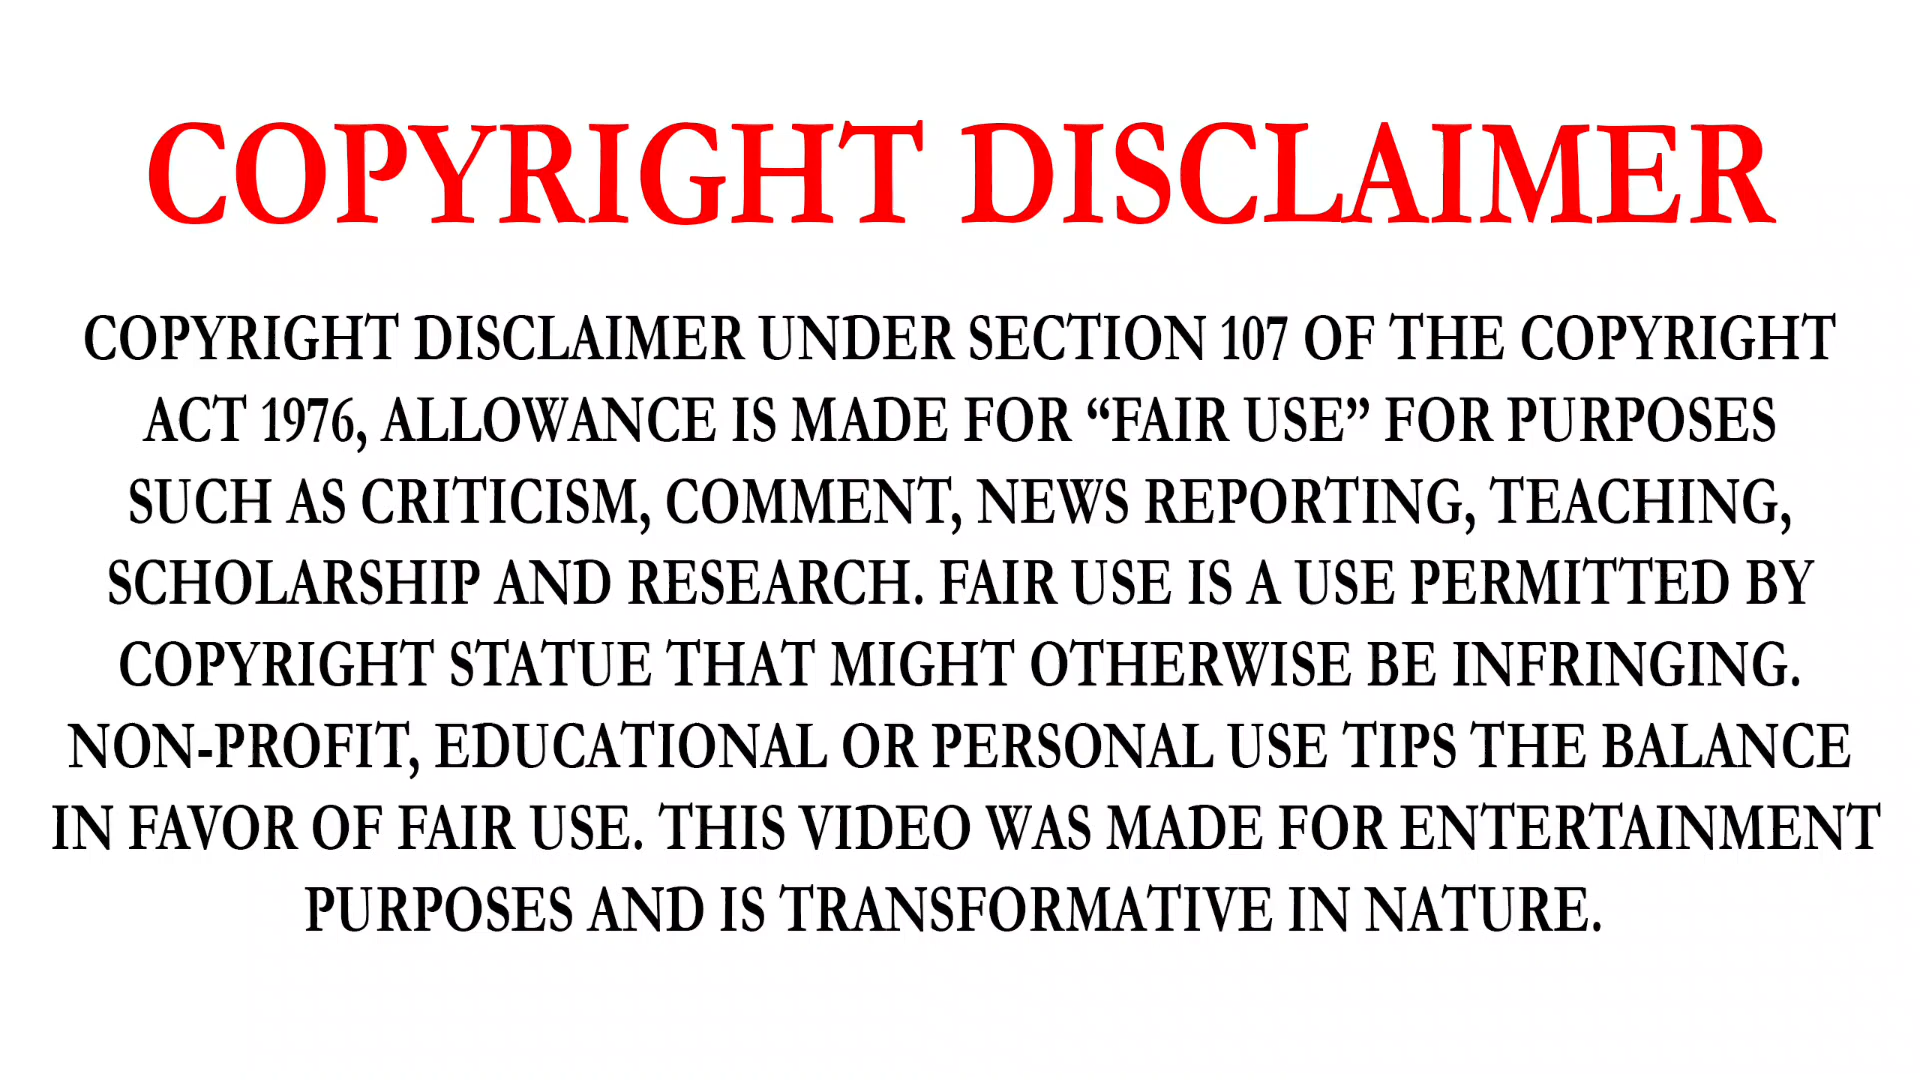 COPYRIGHT DISCLAIMER
COPYRIGHT DISCLAIMER UNDER SECTION 107 OF THE COPYRIGHT
ACT 1976, ALLOWANCE IS MADE FOR “FAIR USE” FOR PURPOSES
SUCH AS CRITICISM, COMMENT, NEWS REPORTING, TEACHING,
SCHOLARSHIP AND RESEARCH. FAIR USE IS A USE PERMITTED BY
COPYRIGHT STATUE THAT MIGHT OTHERWISE BE INFRINGING.
NON-PROFIT, EDUCATIONAL OR PERSONAL USE TIPS THE BALANCE
IN FAVOR OF FAIR USE. THIS VIDEO WAS MADE FOR ENTERTAINMENT
PURPOSES AND IS TRANSFORMATIVE IN NATURE.